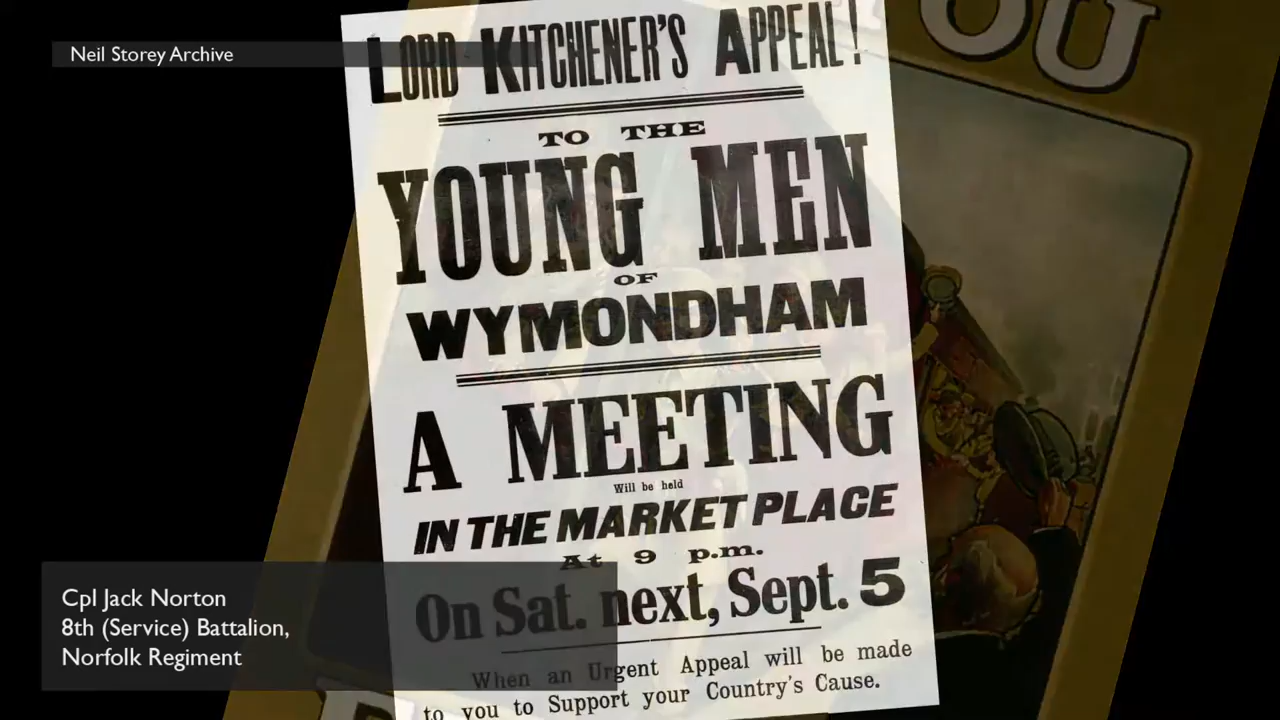 Neil Storey Archive
LORD KITCHENER'S APPEAL!
TO THE
YOUNG MEN
OF
WYMONDHAM
A MEETING
Will be held
IN THE MARKET PLACE
At 9 p.m.
On Sat. next, Sept. 5
When an Urgent Appeal will be made
to you to Support your Country's Cause.
OU
Cpl Jack Norton
8th (Service) Battalion,
Norfolk Regiment